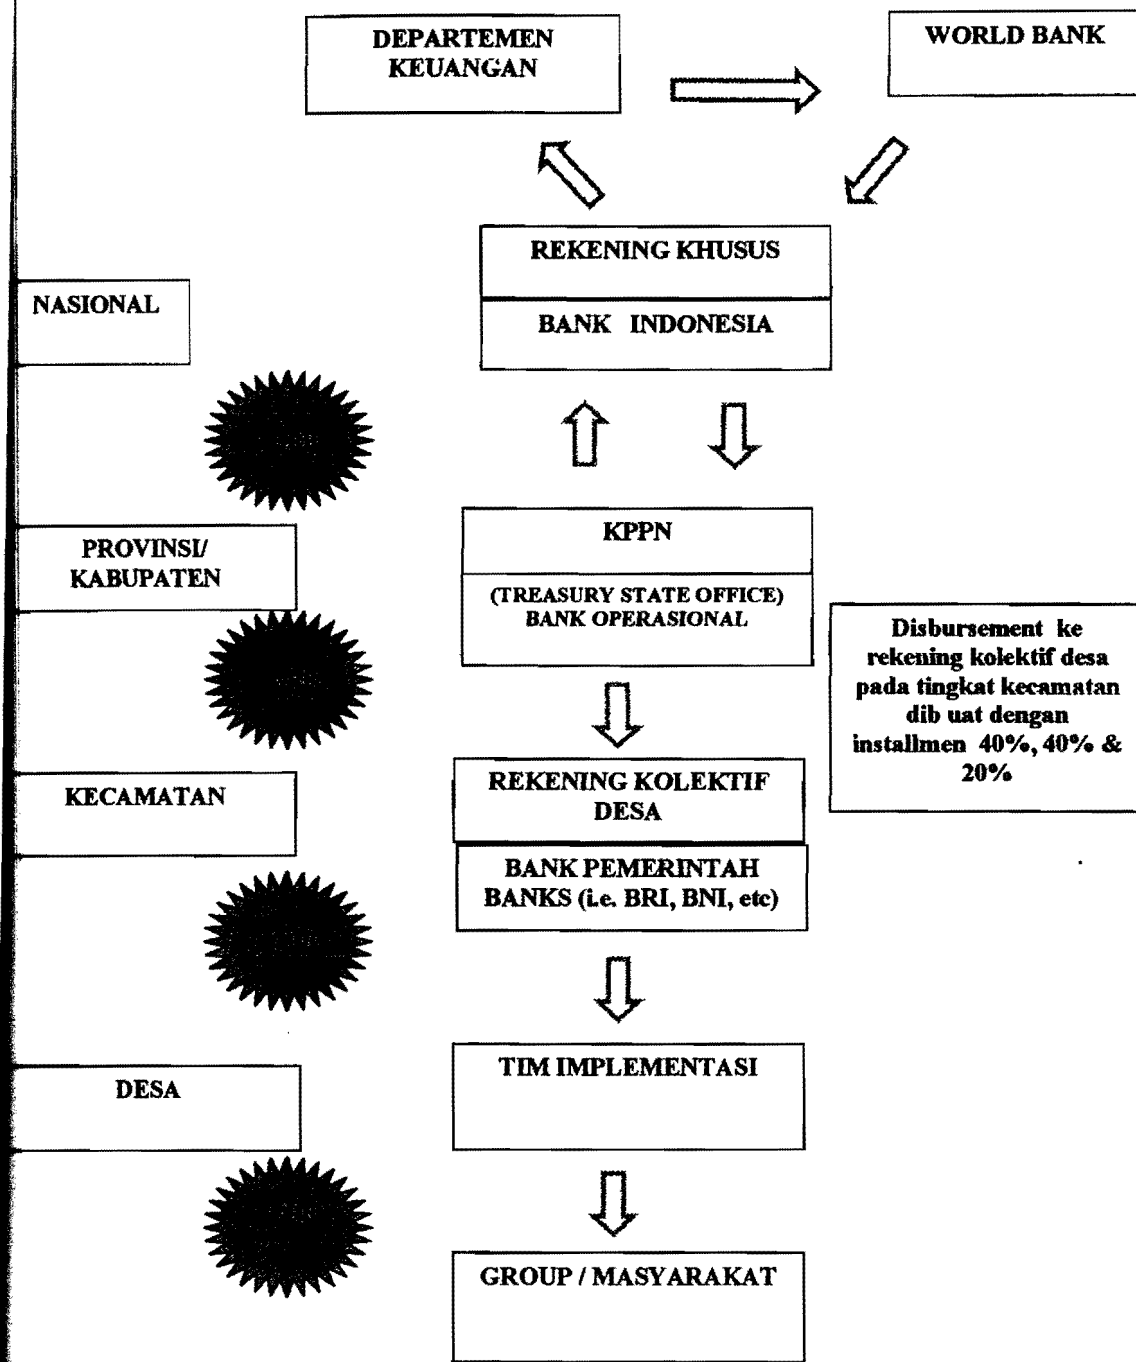 DEPARTEMEN
KEUANGAN
WORLD BANK
REKENING KHUSUS
BANK INDONESIA
NASIONAL
PROVINSI/
KABUPATEN
KPPN
(TREASURY STATE OFFICE)
BANK OPERASIONAL
Disbursement ke
rekening kolektif desa
pada tingkat kecamatan
dib uat dengan
installmen 40%, 40% &
20%
KECAMATAN
REKENING KOLEKTIF
DESA
BANK PEMERINTAH
BANKS (i.e. BRI, BNI, etc)
DESA
TIM IMPLEMENTASI
GROUP / MASYARAKAT